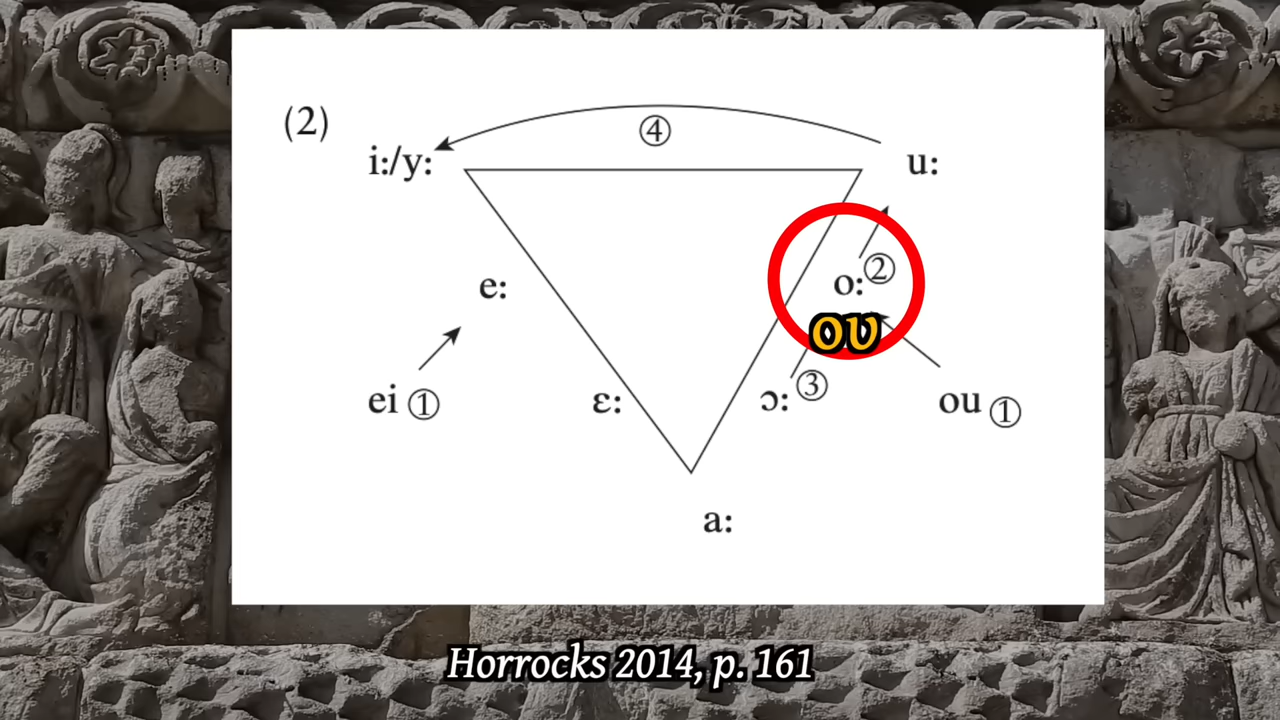 (2)
④
i:/y: u:
e: o: ②
ου
ei ① ɛ: ɔ: ③ ou ①
a:
Horrocks 2014, p. 161